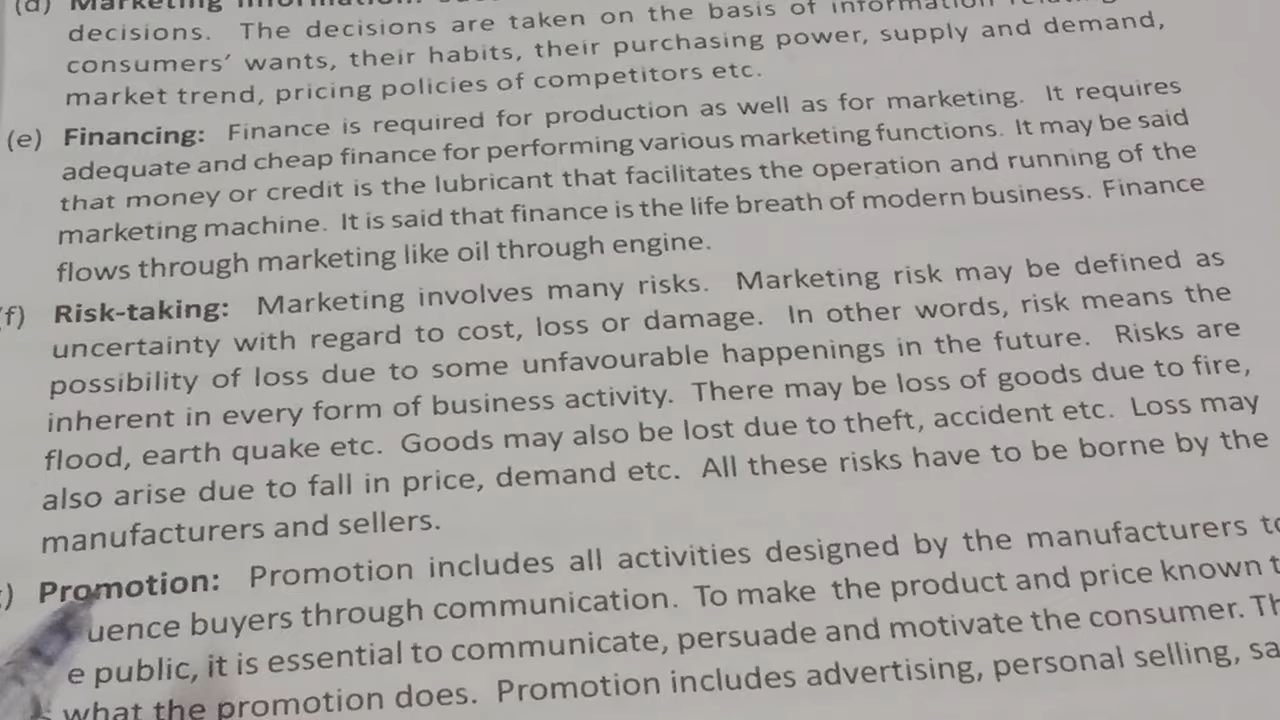 (d) Marketing Information:
decisions. The decisions are taken on the basis of information
consumers' wants, their habits, their purchasing power, supply and demand,
market trend, pricing policies of competitors etc.
(e) Financing: Finance is required for production as well as for marketing. It requires
adequate and cheap finance for performing various marketing functions. It may be said
that money or credit is the lubricant that facilitates the operation and running of the
marketing machine. It is said that finance is the life breath of modern business. Finance
flows through marketing like oil through engine.
f) Risk-taking: Marketing involves many risks. Marketing risk may be defined as
uncertainty with regard to cost, loss or damage. In other words, risk means the
possibility of loss due to some unfavourable happenings in the future. Risks are
inherent in every form of business activity. There may be loss of goods due to fire,
flood, earth quake etc. Goods may also be lost due to theft, accident etc. Loss may
also arise due to fall in price, demand etc. All these risks have to be borne by the
manufacturers and sellers.
) Promotion: Promotion includes all activities designed by the manufacturers to
uence buyers through communication. To make the product and price known t
e public, it is essential to communicate, persuade and motivate the consumer. Th
what the promotion does. Promotion includes advertising, personal selling, sa